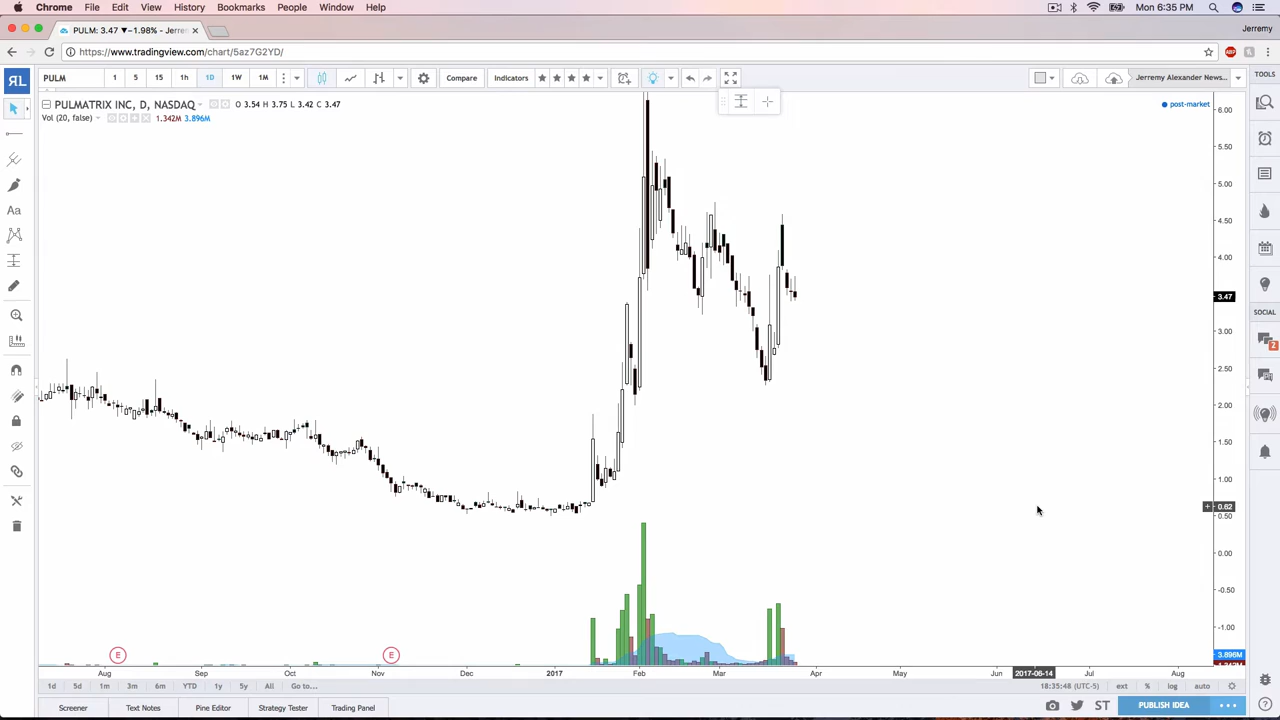 Chrome File Edit View History Bookmarks People Window Help Mon 6:35 PM Jeremy
PULM: 3.47 ▼−1.98% − Jerre Jerremy
https://www.tradingview.com/chart/5az7G2YD/
PULM 1 5 15 1h 1D 1W 1M Compare Indicators Jerremy Alexander News...
TOOLS
PULMATRIX INC, D, NASDAQ O 3.54 H 3.75 L 3.42 C 3.47
post-market
Vol (20, false) 1.342M 3.896M
6.00
5.50
5.00
4.50
4.00
3.47
3.00
2.50
2.00
1.50
1.00
0.62
0.50
0.00
-0.50
-1.00
3.896M
SOCIAL
2
Aa
E E
Aug Sep Oct Nov Dec 2017 Feb Mar Apr May Jun 2017-06-14 Jul Aug
1d 5d 1m 3m 6m YTD 1y 5y All Go to... 18:35:48 (UTC-5) ext % log auto
Screener Text Notes Pine Editor Strategy Tester Trading Panel ST PUBLISH IDEA